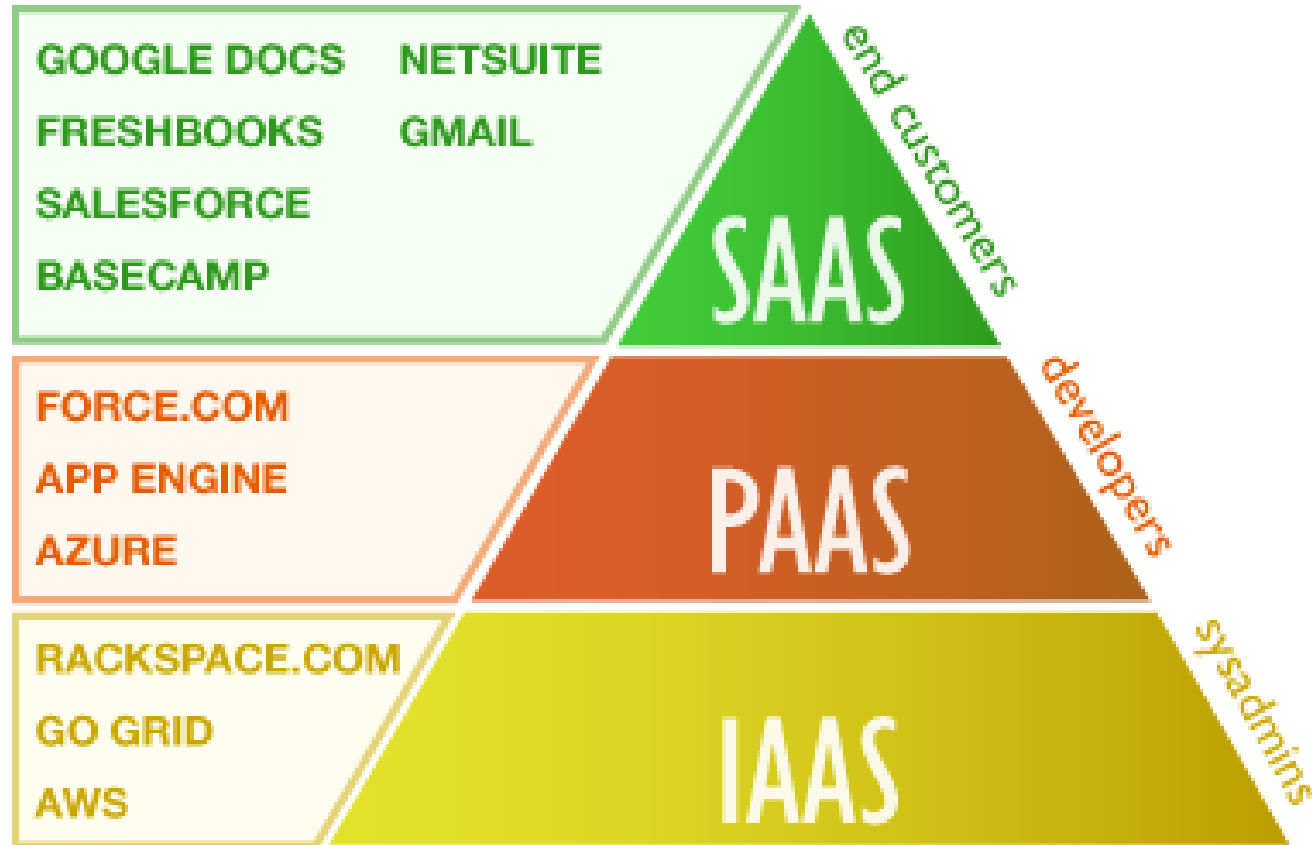 GOOGLE DOCS NETSUITE
FRESHBOOKS GMAIL
SALESFORCE
BASECAMP
SAAS
end customers
FORCE.COM
APP ENGINE
AZURE
PAAS
developers
RACKSPACE.COM
GO GRID
AWS
IAAS
sysadmins